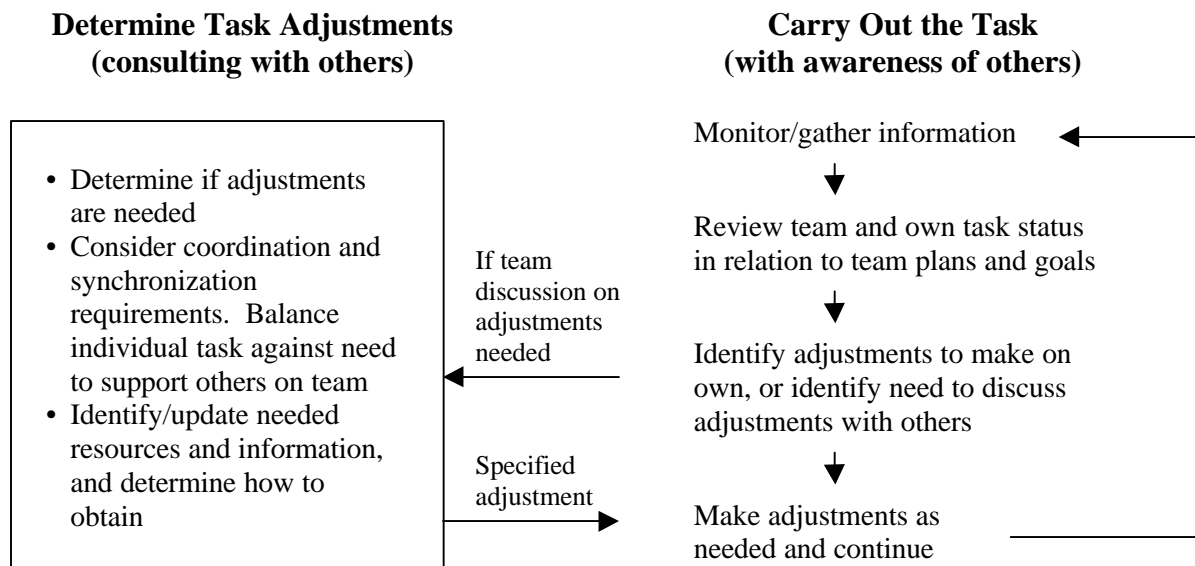 Determine Task Adjustments
(consulting with others)
• Determine if adjustments
are needed
• Consider coordination and
synchronization
requirements.  Balance
individual task against need
to support others on team
• Identify/update needed
resources and information,
and determine how to
obtain
If team
discussion on
adjustments
needed
Specified
adjustment
Carry Out the Task
(with awareness of others)
Monitor/gather information
Review team and own task status
in relation to team plans and goals
Identify adjustments to make on
own, or identify need to discuss
adjustments with others
Make adjustments as
needed and continue